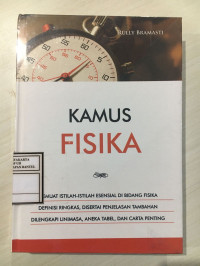 RULLY BRAMASTI
KAMUS
FISIKA
MEMUAT ISTILAH-ISTILAH ESENSIAL DI BIDANG FISIKA
DEFINISI RINGKAS, DISERTAI PENJELASAN TAMBAHAN
DILENGKAPI LINIMASA, ANEKA TABEL, DAN CARTA PENTING